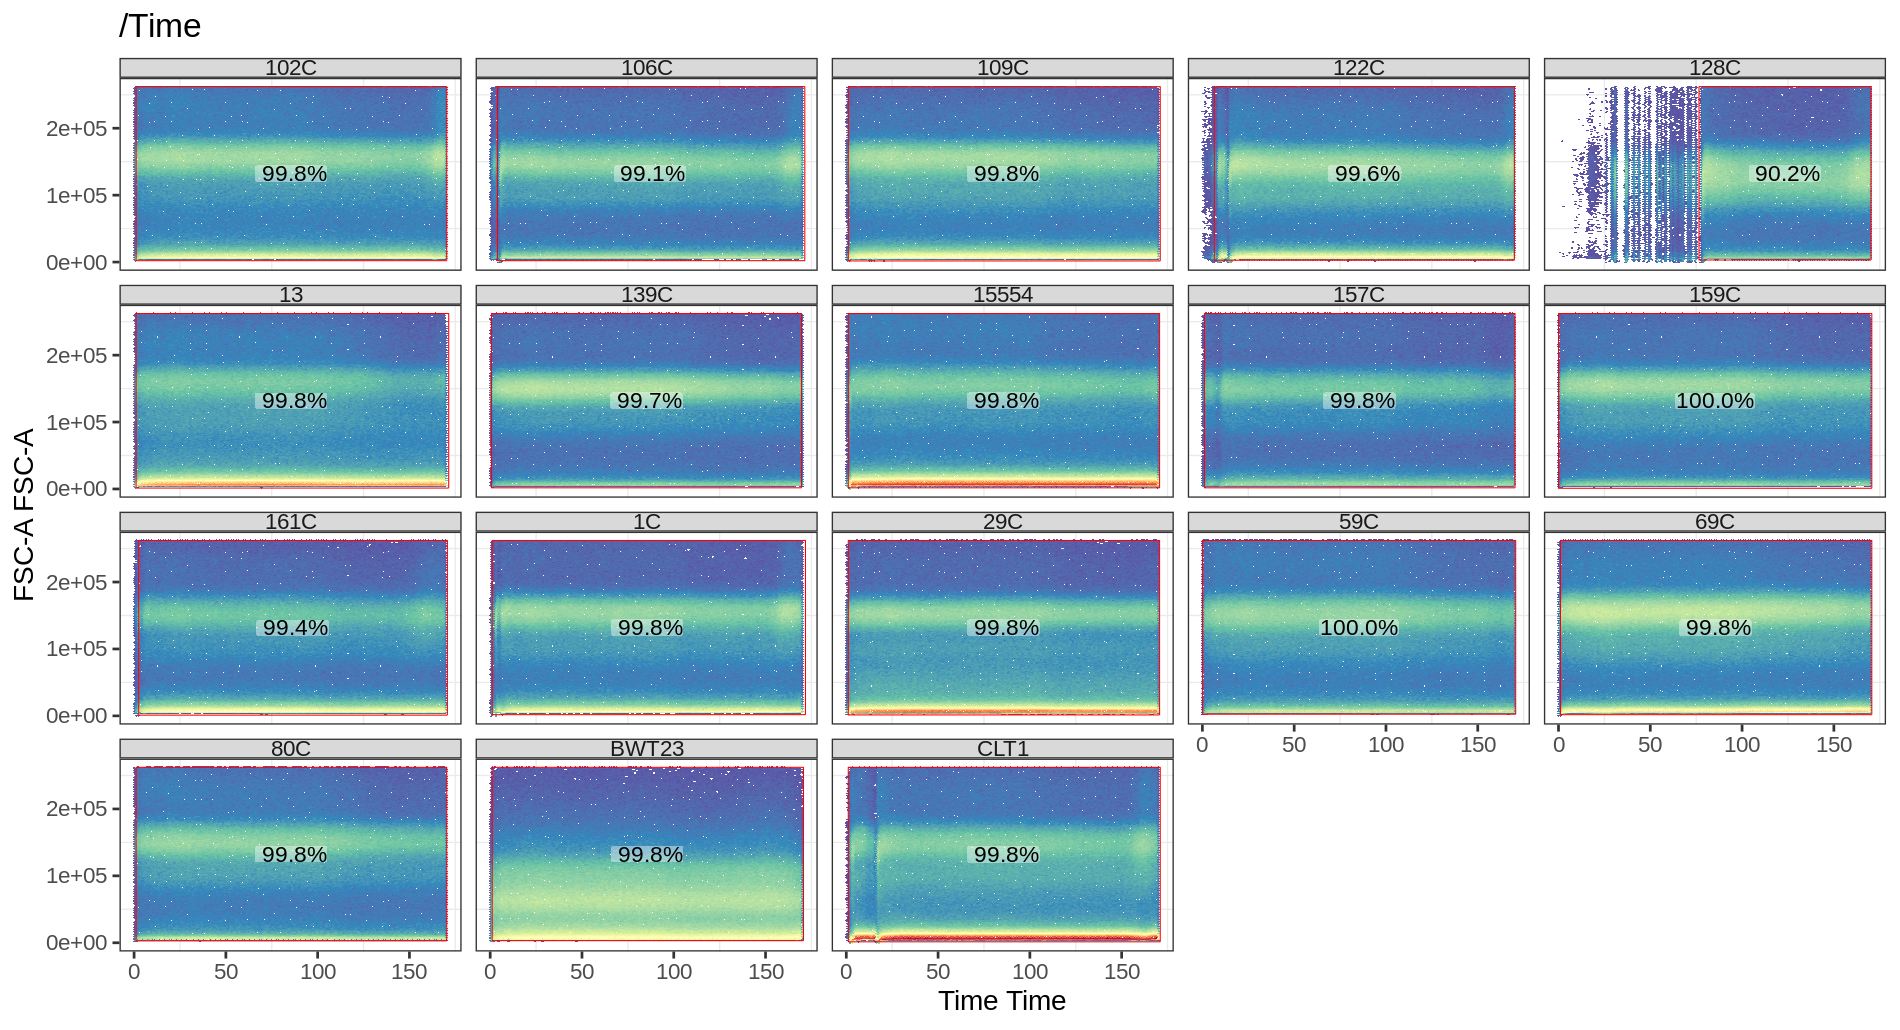 /Time
102C
106C
109C
122C
128C
2e+05
1e+05
0e+00
99.8%
99.1%
99.8%
99.6%
90.2%
13
139C
15554
157C
159C
2e+05
1e+05
0e+00
99.8%
99.7%
99.8%
99.8%
100.0%
FSC-A FSC-A
161C
1C
29C
59C
69C
2e+05
1e+05
0e+00
99.4%
99.8%
99.8%
100.0%
99.8%
0 50 100 150
0 50 100 150
80C
BWT23
CLT1
2e+05
1e+05
0e+00
99.8%
99.8%
99.8%
0 50 100 150
0 50 100 150
0 50 100 150
Time Time